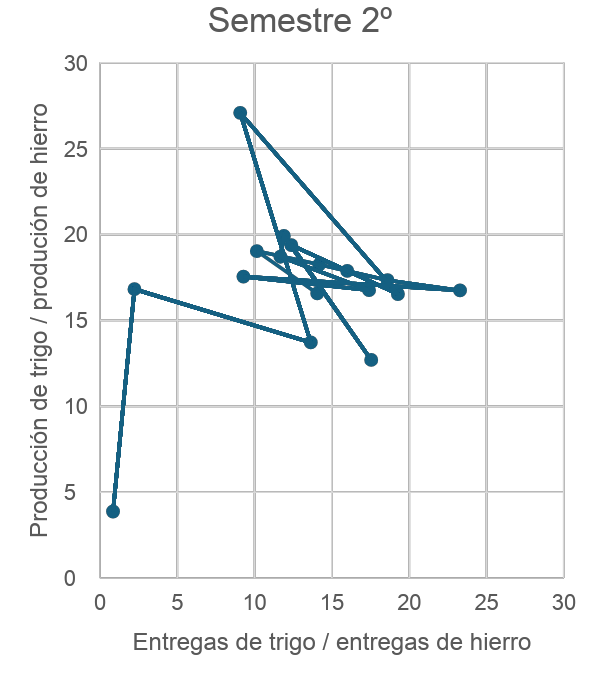 Semestre 2º
Producción de trigo / produción de hierro
30
25
20
15
10
5
0
0 5 10 15 20 25 30
Entregas de trigo / entregas de hierro